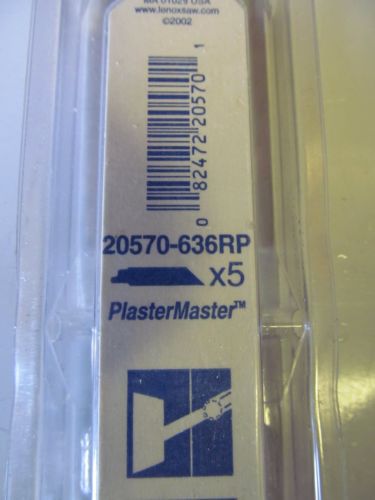 MA 01029 USA
www.lenoxsaw.com
©2002
0 82472 20570 1
20570-636RP
x5
PlasterMaster™